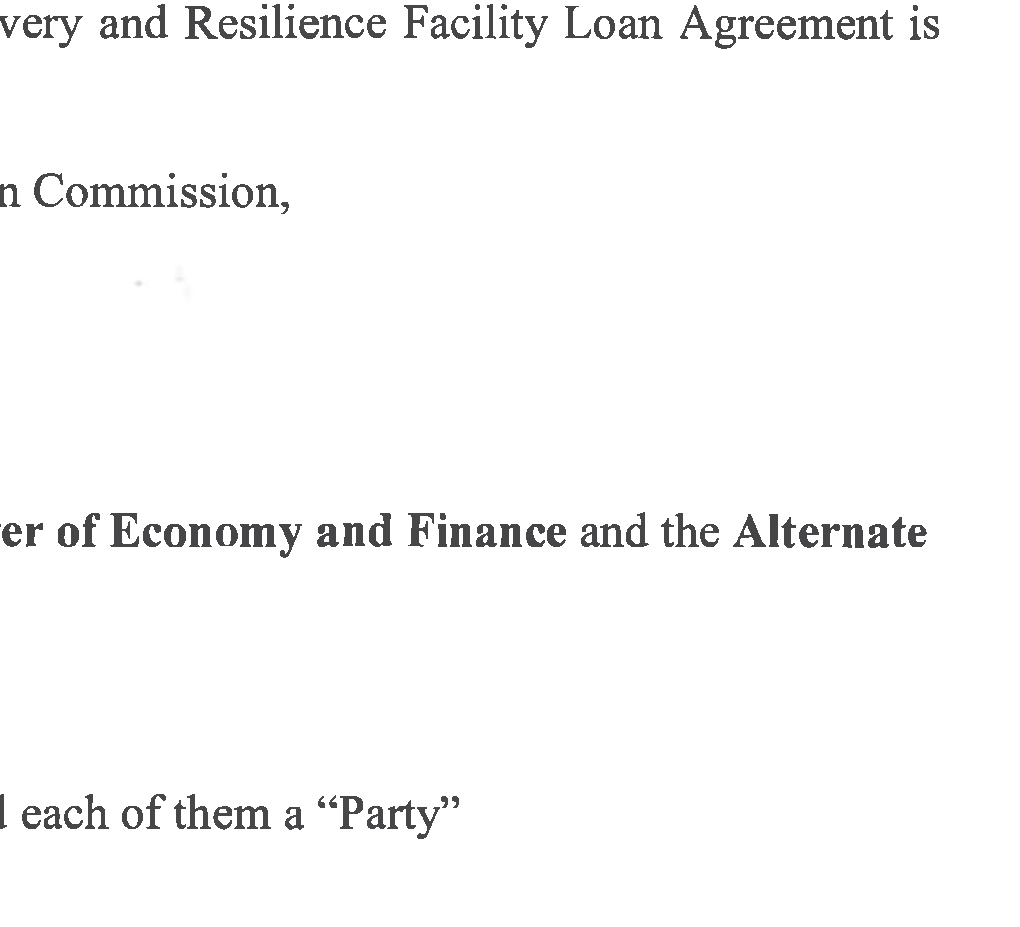 very and Resilience Facility Loan Agreement is
n Commission,
er of Economy and Finance and the Alternate
each of them a “Party”